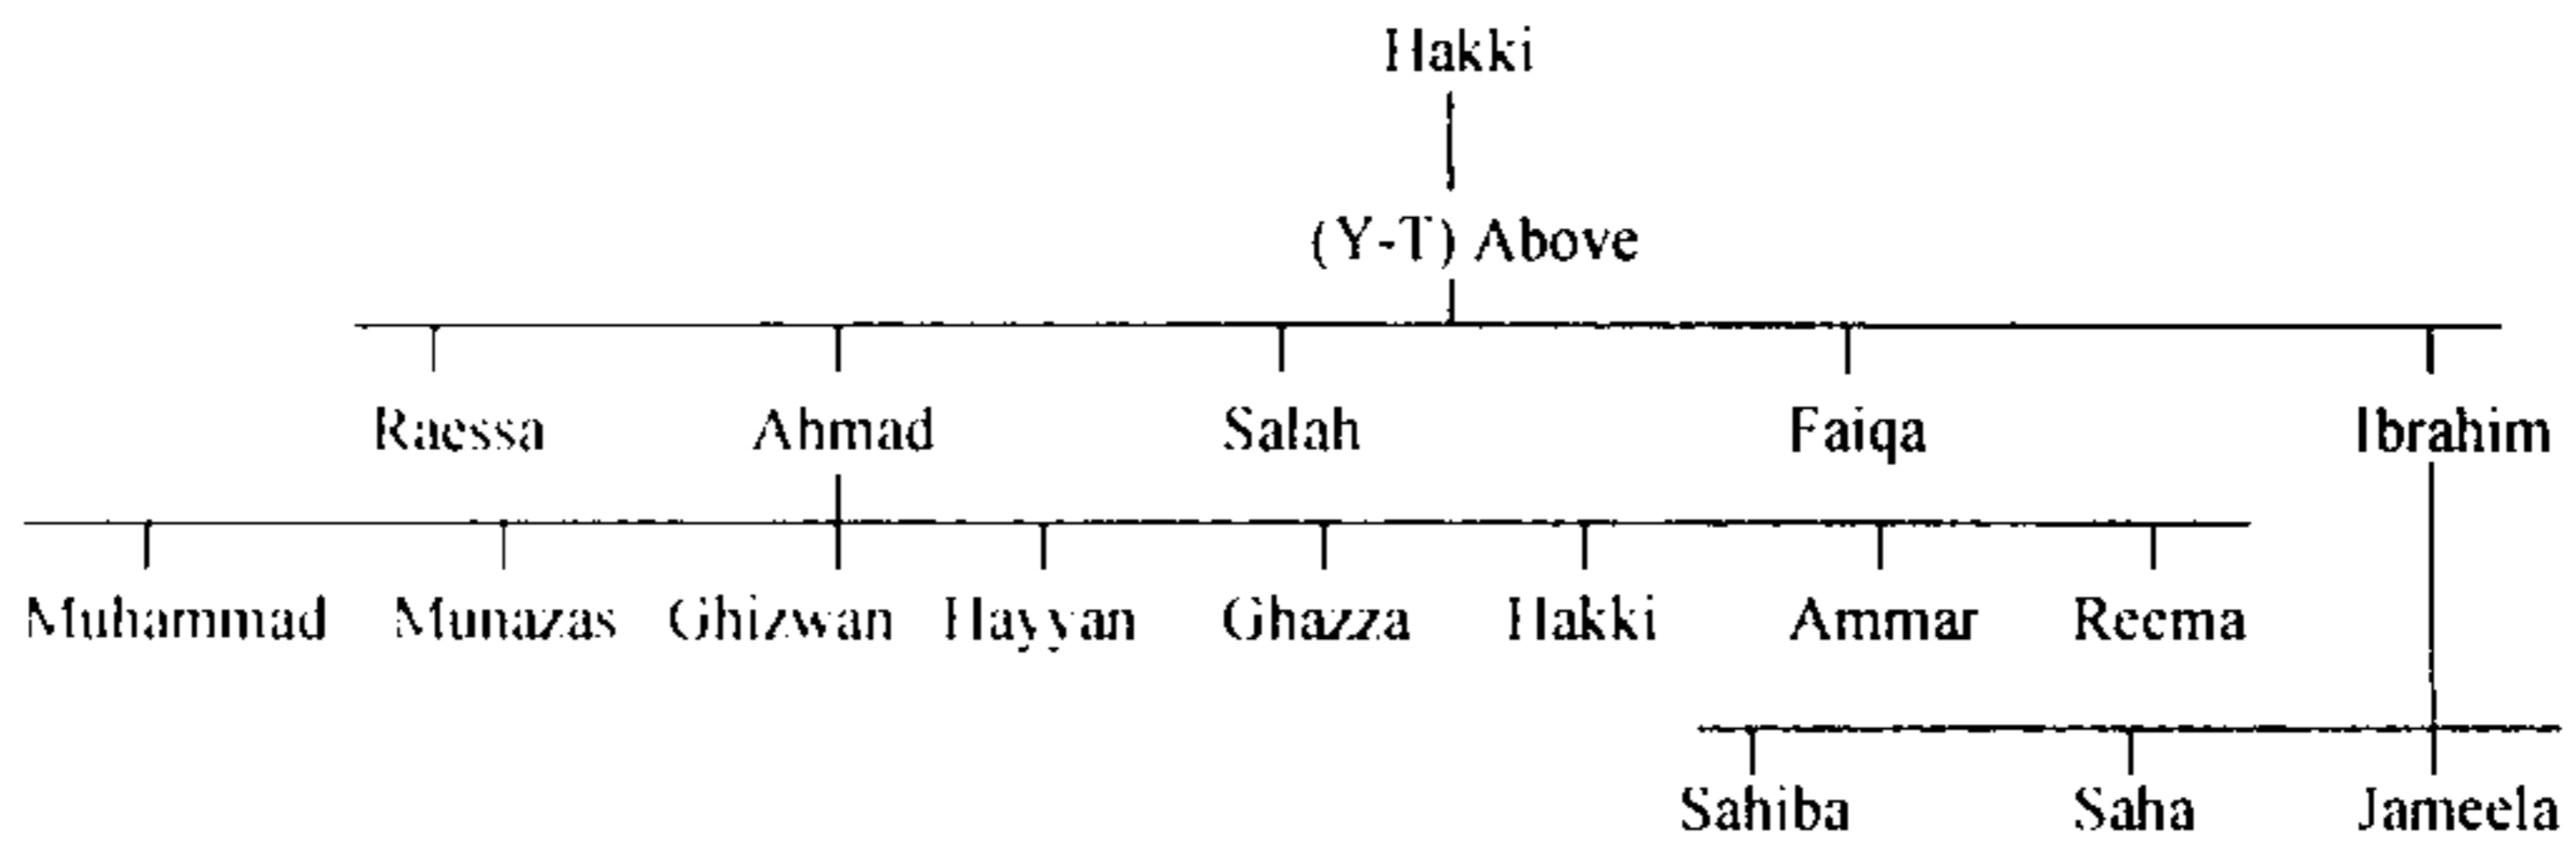 Hakki
(Y-T) Above
Raessa Ahmad Salah Faiqa Ibrahim
Muhammad Munazas Ghizwan Hayyan Ghazza Hakki Ammar Reema
Sahiba Saha Jameela